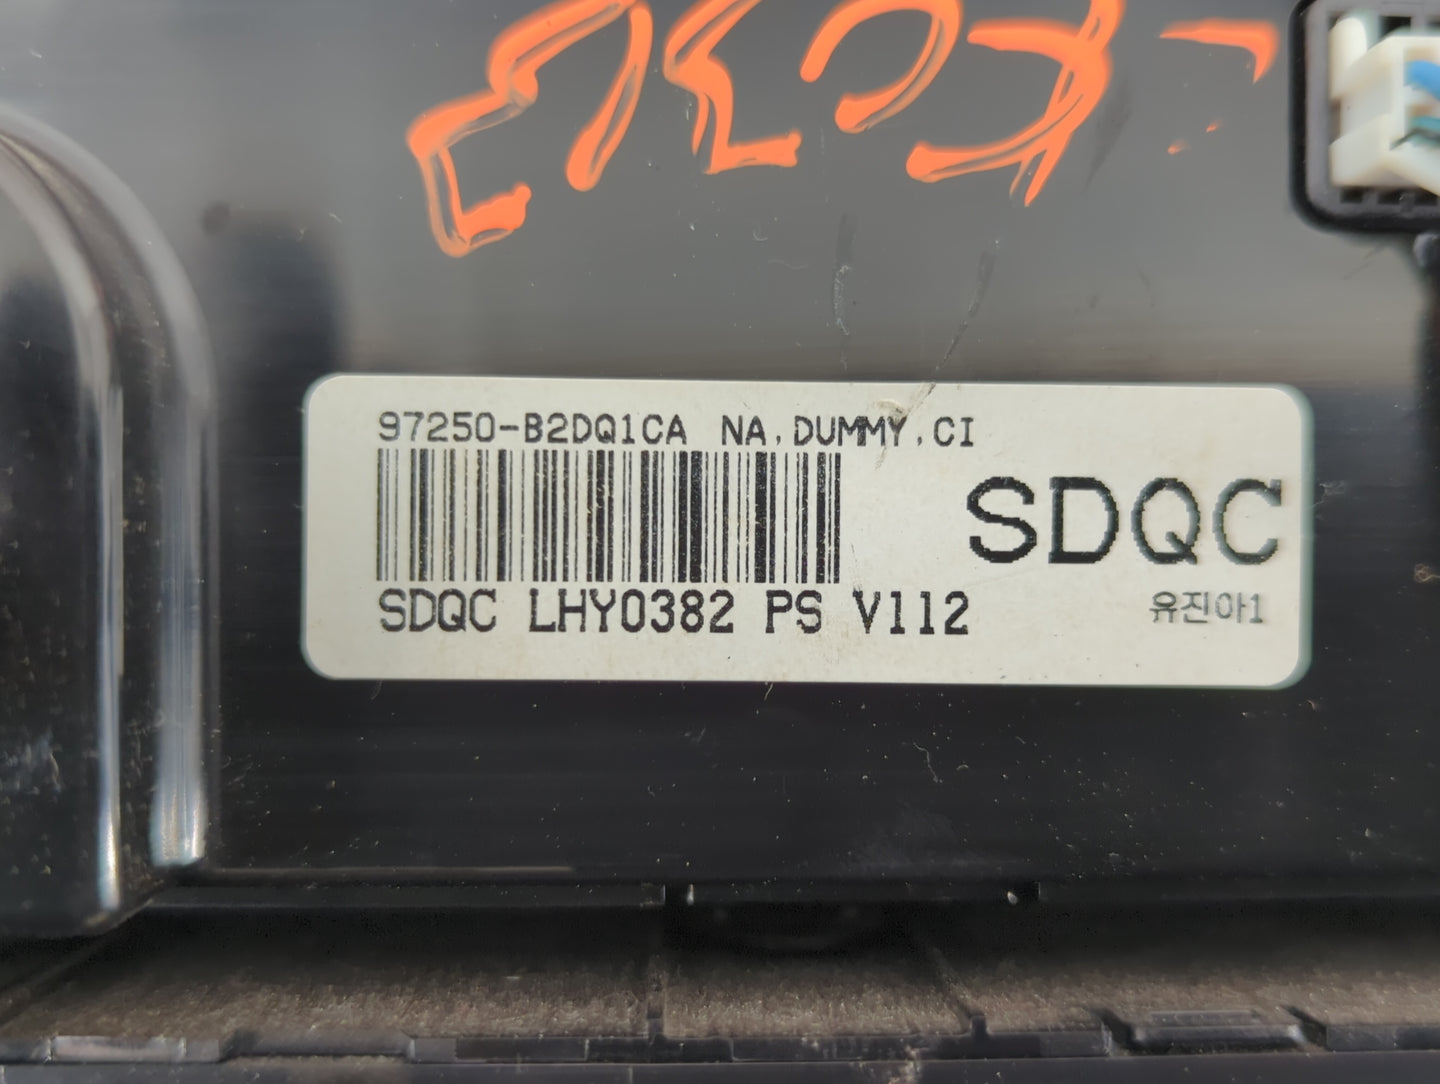 97250-B2DQ1CA NA,DUMMY,CI
SDQC
SDQC LHY0382 PS V112
유진아1